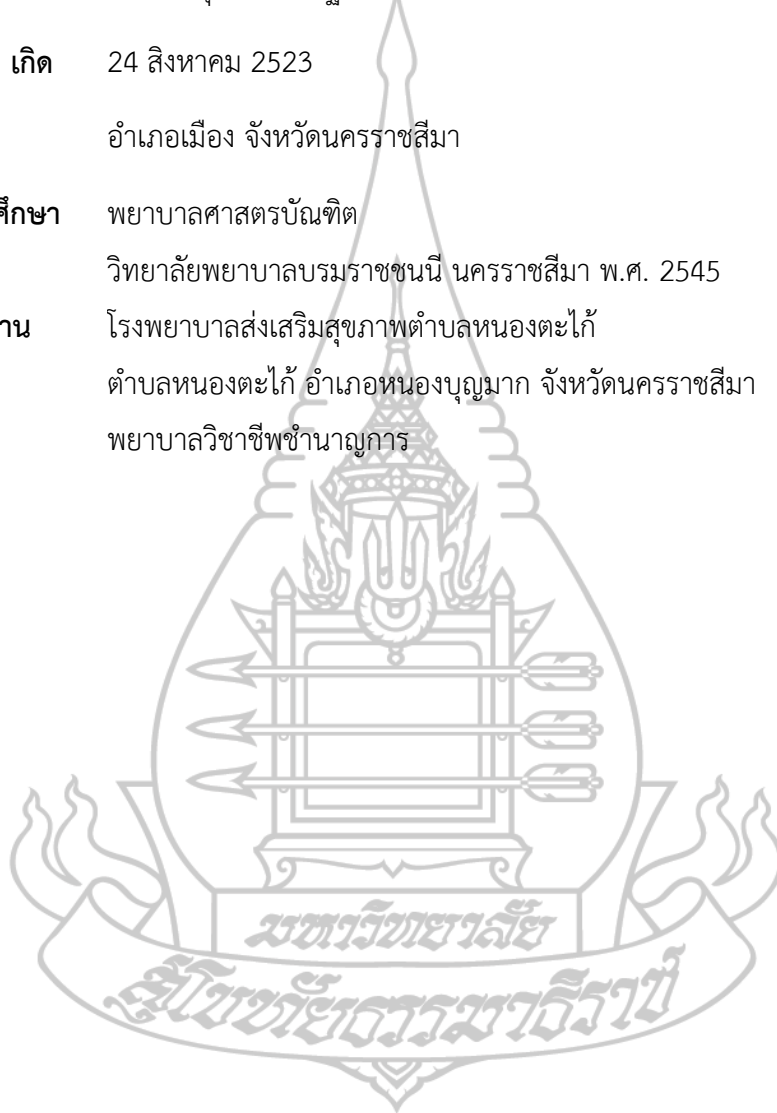 เกิด 24 สิงหาคม 2523
อำเภอเมือง จังหวัดนครราชสีมา
ศึกษา พยาบาลศาสตรบัณฑิต
วิทยาลัยพยาบาลบรมราชชนนี นครราชสีมา พ.ศ. 2545
โรงพยาบาลส่งเสริมสุขภาพตำบลหนองตะไก้
ตำบลหนองตะไก้ อำเภอหนองบุญมาก จังหวัดนครราชสีมา
พยาบาลวิชาชีพชำนาญการ
มหาวิทยาลัย
สุโขทัยธรรมาธิราช